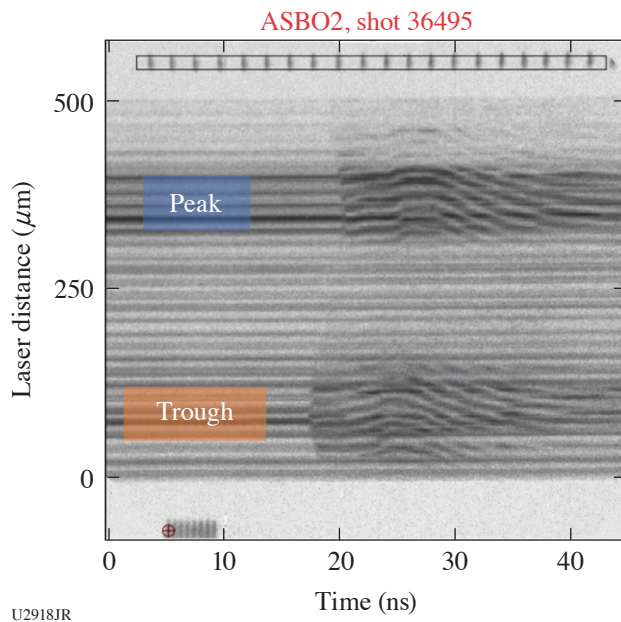 ASBO2, shot 36495
500
Peak
250
Trough
0
0 10 20 30 40
Laser distance (μm)
Time (ns)
U2918JR